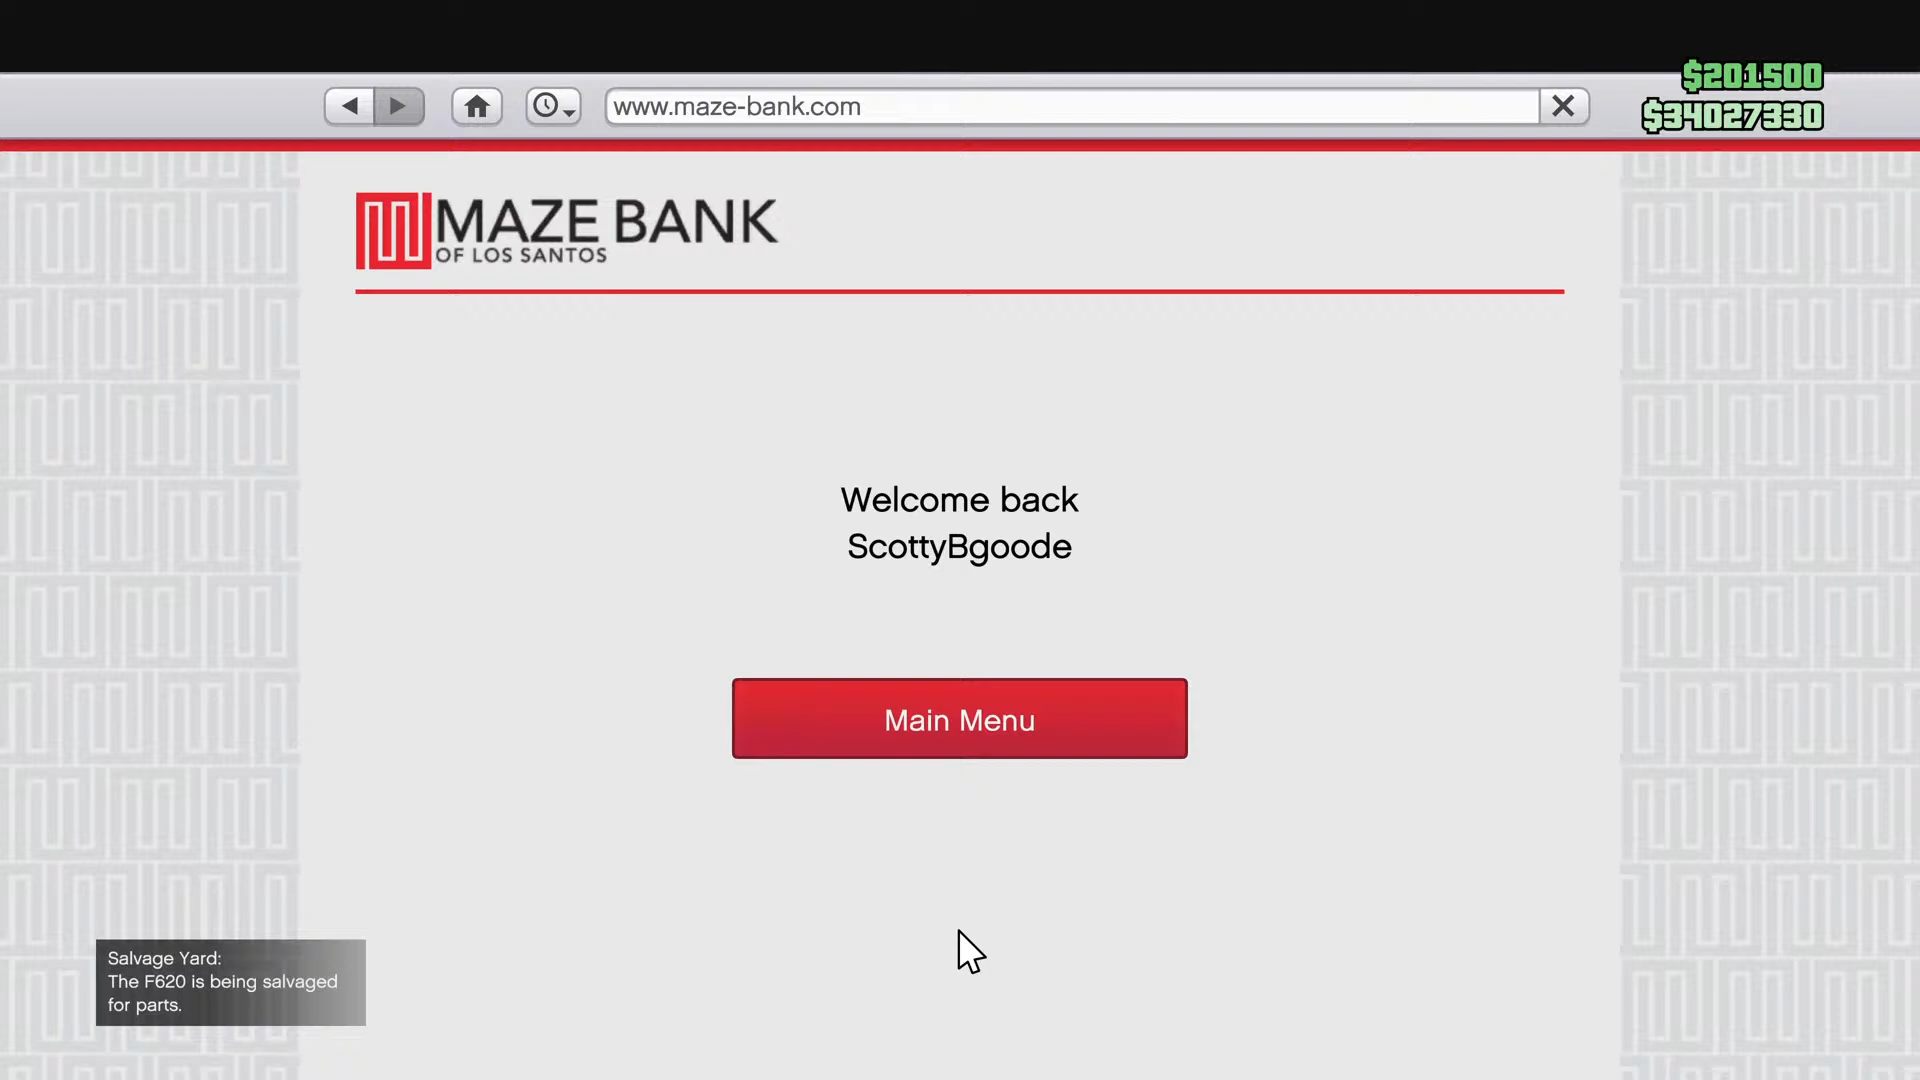 www.maze-bank.com
$201500
$34027330
MAZE BANK
OF LOS SANTOS
Welcome back
ScottyBgoode
Main Menu
Salvage Yard:
The F620 is being salvaged
for parts.